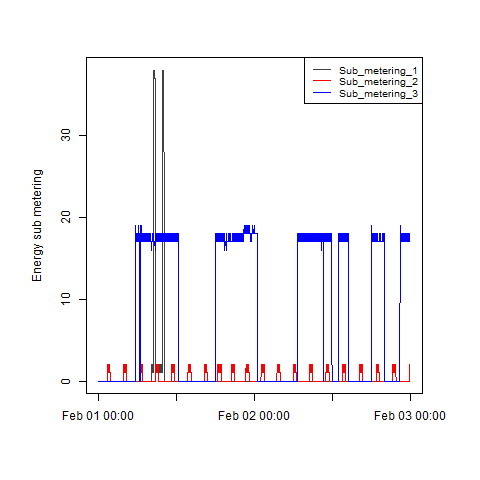 Sub_metering_1
Sub_metering_2
Sub_metering_3
30
20
10
0
Energy sub metering
Feb 01 00:00
Feb 02 00:00
Feb 03 00:00